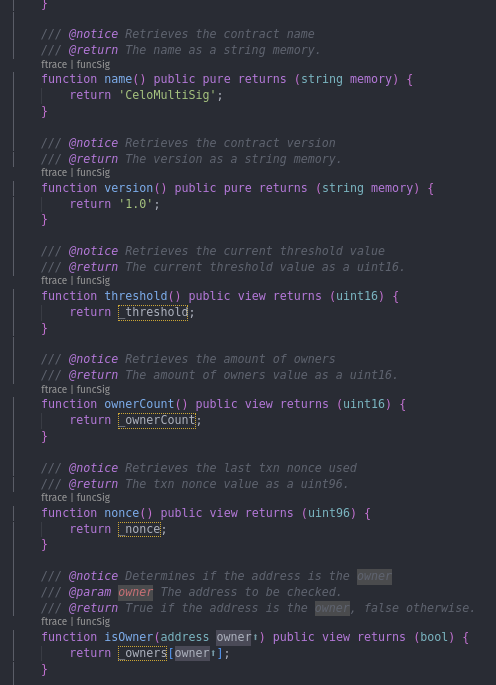 }
/// @notice Retrieves the contract name
/// @return The name as a string memory.
ftrace | funcSig
function name() public pure returns (string memory) {
return 'CeloMultiSig';
}
/// @notice Retrieves the contract version
/// @return The version as a string memory.
ftrace | funcSig
function version() public pure returns (string memory) {
return '1.0';
}
/// @notice Retrieves the current threshold value
/// @return The current threshold value as a uint16.
ftrace | funcSig
function threshold() public view returns (uint16) {
return _threshold;
}
/// @notice Retrieves the amount of owners
/// @return The amount of owners value as a uint16.
ftrace | funcSig
function ownerCount() public view returns (uint16) {
return _ownerCount;
}
/// @notice Retrieves the last txn nonce used
/// @return The txn nonce value as a uint96.
ftrace | funcSig
function nonce() public view returns (uint96) {
return _nonce;
}
/// @notice Determines if the address is the owner
/// @param owner The address to be checked.
/// @return True if the address is the owner, false otherwise.
ftrace | funcSig
function isOwner(address owner⬆) public view returns (bool) {
return _owners[owner⬆];
}